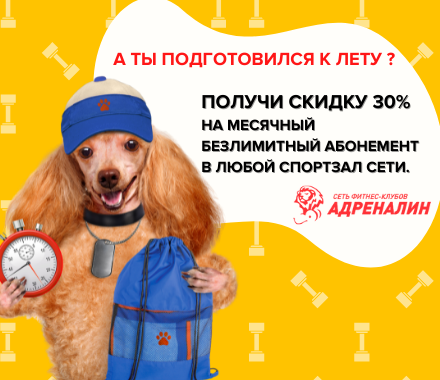 А ТЫ ПОДГОТОВИЛСЯ К ЛЕТУ ?
ПОЛУЧИ СКИДКУ 30%
НА МЕСЯЧНЫЙ
БЕЗЛИМИТНЫЙ АБОНЕМЕНТ
В ЛЮБОЙ СПОРТЗАЛ СЕТИ.
СЕТЬ ФИТНЕС-КЛУБОВ
АДРЕНАЛИН